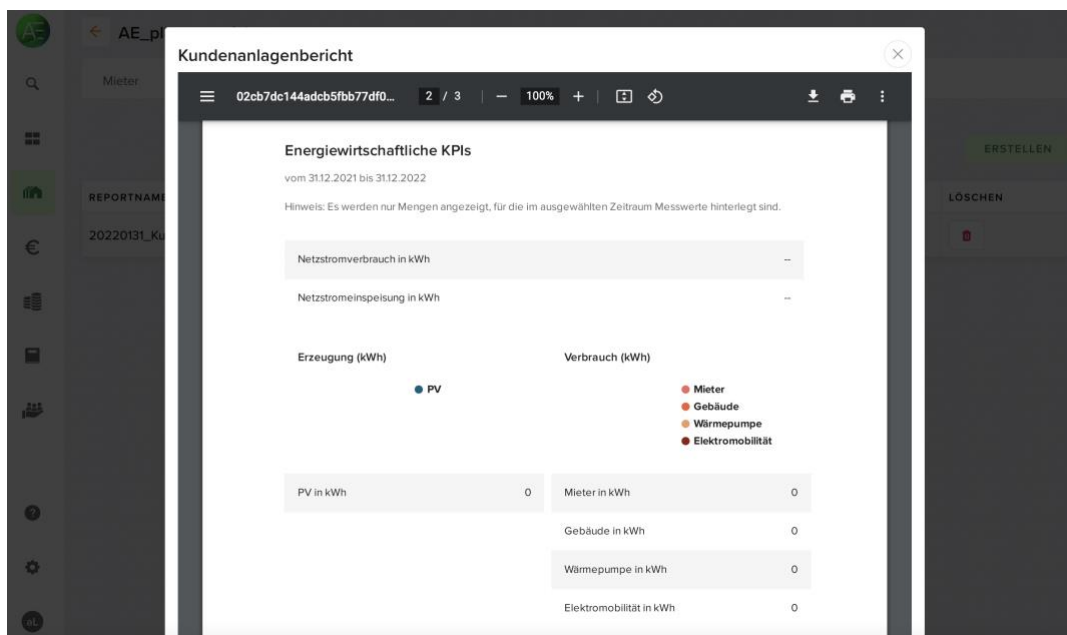 AE
AE_pl
Kundenanlagenbericht
Mieter
02cb7dc144adcb5fbb77df0... 2 / 3 | − 100% + |
Energiewirtschaftliche KPIs
ERSTELLEN
vom 31.12.2021 bis 31.12.2022
REPORTNAME
LÖSCHEN
Hinweis: Es werden nur Mengen angezeigt, für die im ausgewählten Zeitraum Messwerte hinterlegt sind.
20220131_Ku
€
Netzstromverbrauch in kWh --
Netzstromeinspeisung in kWh --
Erzeugung (kWh) Verbrauch (kWh)
PV Mieter
Gebäude
Wärmepumpe
Elektromobilität
PV in kWh 0 Mieter in kWh 0
Gebäude in kWh 0
Wärmepumpe in kWh 0
Elektromobilität in kWh 0
aL